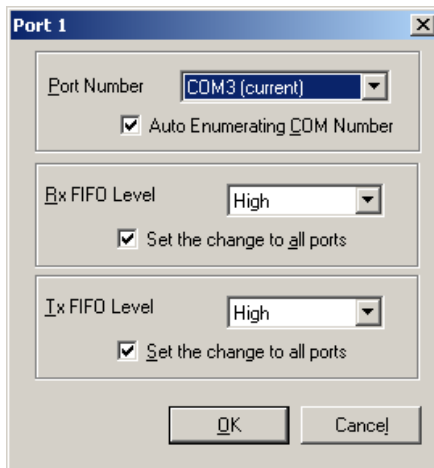 Port 1
Port Number COM3 (current)
Auto Enumerating COM Number
Rx FIFO Level High
Set the change to all ports
Tx FIFO Level High
Set the change to all ports
OK Cancel